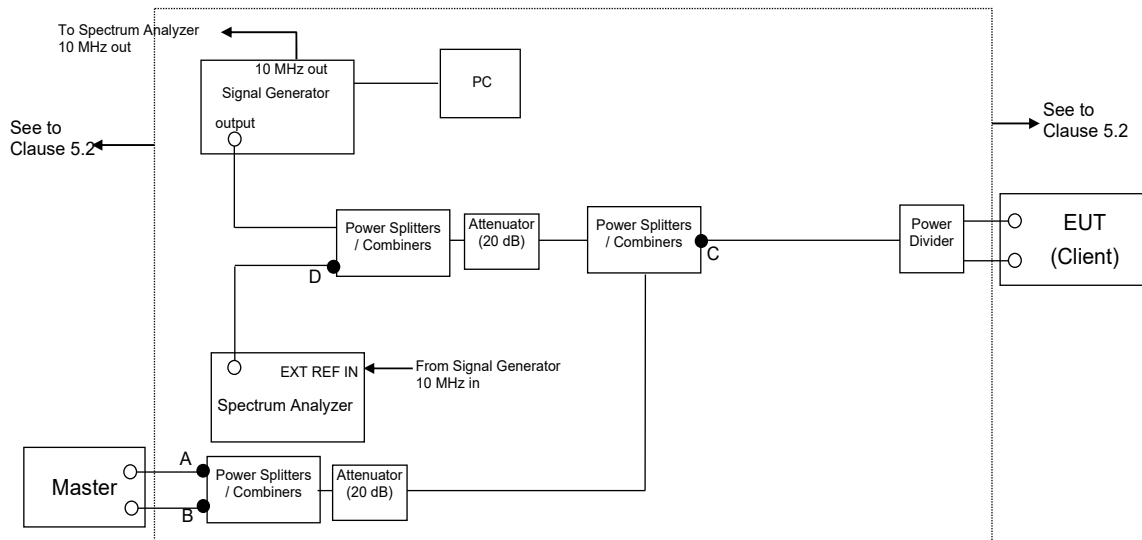 To Spectrum Analyzer
10 MHz out
10 MHz out
Signal Generator
output
PC
See to
Clause 5.2
See to
Clause 5.2
Power Splitters
/ Combiners
Attenuator
(20 dB)
Power Splitters
/ Combiners
C
Power
Divider
EUT
(Client)
D
EXT REF IN
Spectrum Analyzer
From Signal Generator
10 MHz in
Master
A
B
Power Splitters
/ Combiners
Attenuator
(20 dB)